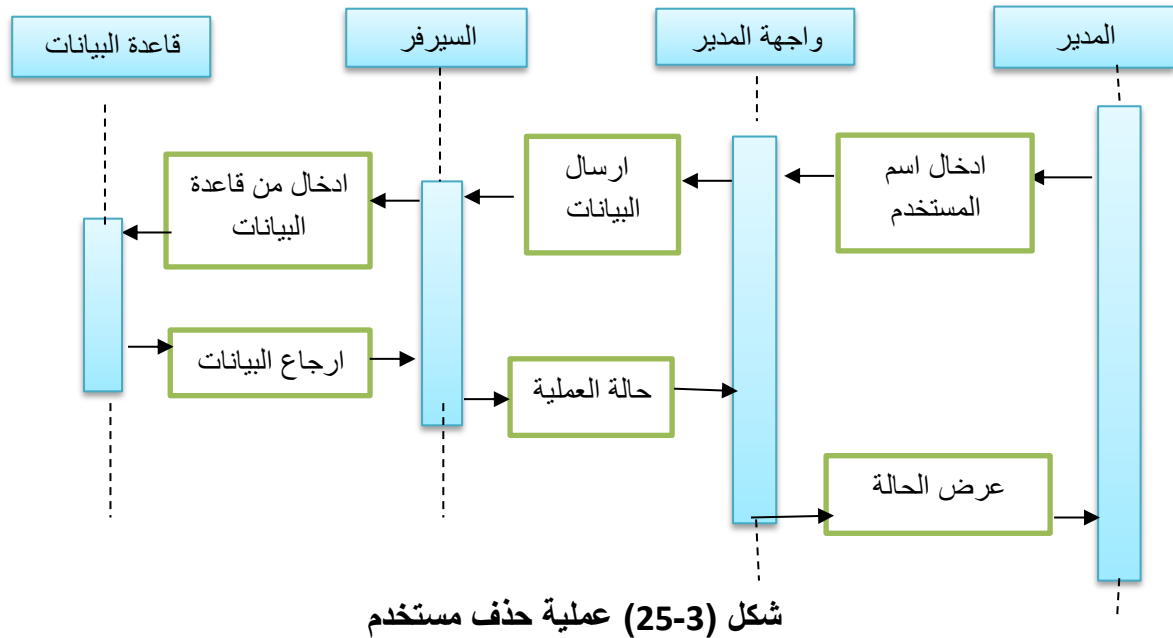 المدير
واجهة المدير
السيرفر
قاعدة البيانات
ادخال اسم
المستخدم
ارسال
البيانات
ادخال من قاعدة
البيانات
ارجاع البيانات
حالة العملية
عرض الحالة
شكل (3-25) عملية حذف مستخدم